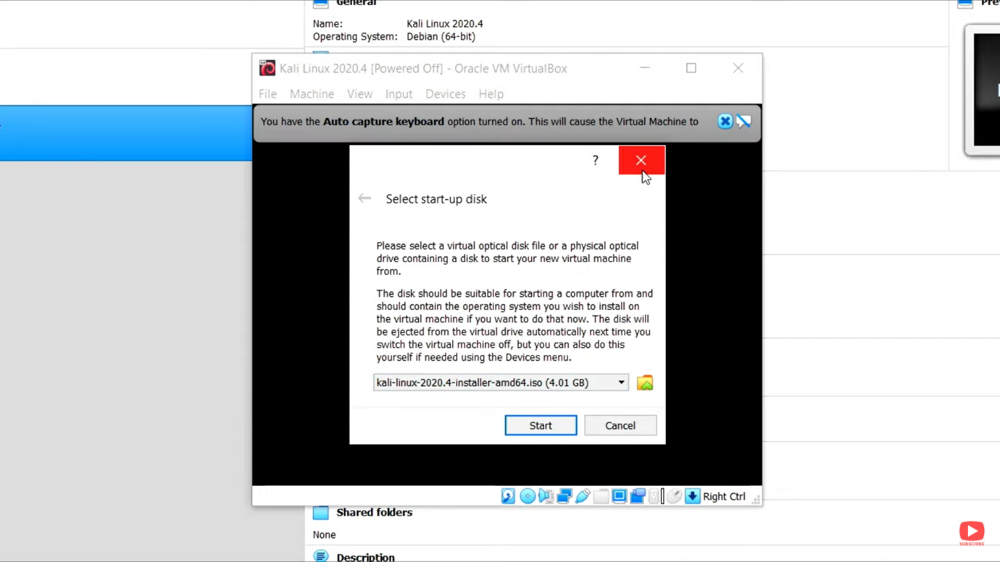 General
Name: Kali Linux 2020.4
Operating System: Debian (64-bit)
Kali Linux 2020.4 [Powered Off] - Oracle VM VirtualBox
File Machine View Input Devices Help
You have the Auto capture keyboard option turned on. This will cause the Virtual Machine to
?
Select start-up disk
Please select a virtual optical disk file or a physical optical
drive containing a disk to start your new virtual machine
from.
The disk should be suitable for starting a computer from and
should contain the operating system you wish to install on
the virtual machine if you want to do that now. The disk will
be ejected from the virtual drive automatically next time you
switch the virtual machine off, but you can also do this
yourself if needed using the Devices menu.
kali-linux-2020.4-installer-amd64.iso (4.01 GB)
Start Cancel
Right Ctrl
Shared folders
None
Description
SUBSCRIBE